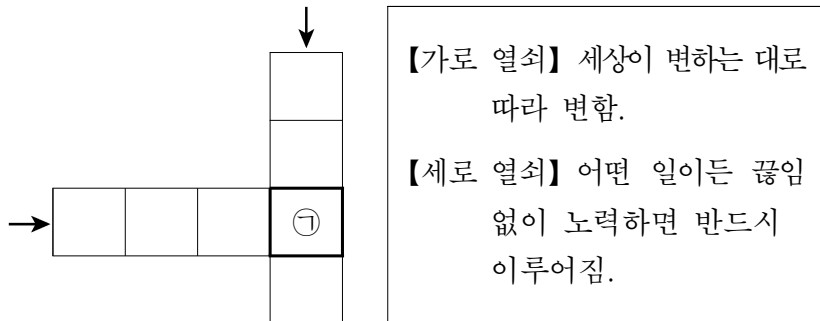 ㉠
【가로 열쇠】 세상이 변하는 대로
따라 변함.
【세로 열쇠】 어떤 일이든 끊임
없이 노력하면 반드시
이루어짐.